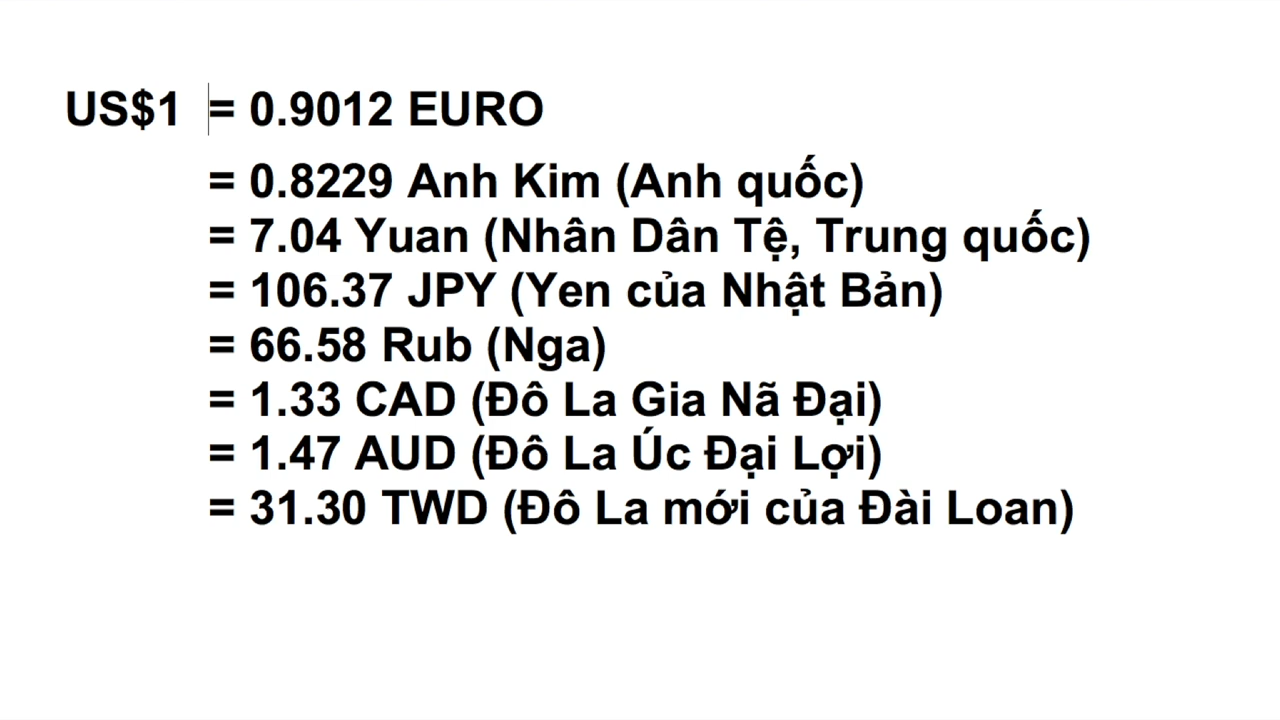 US$1 = 0.9012 EURO
= 0.8229 Anh Kim (Anh quốc)
= 7.04 Yuan (Nhân Dân Tệ, Trung quốc)
= 106.37 JPY (Yen của Nhật Bản)
= 66.58 Rub (Nga)
= 1.33 CAD (Đô La Gia Nã Đại)
= 1.47 AUD (Đô La Úc Đại Lợi)
= 31.30 TWD (Đô La mới của Đài Loan)